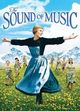 THE SOUND OF MUSIC